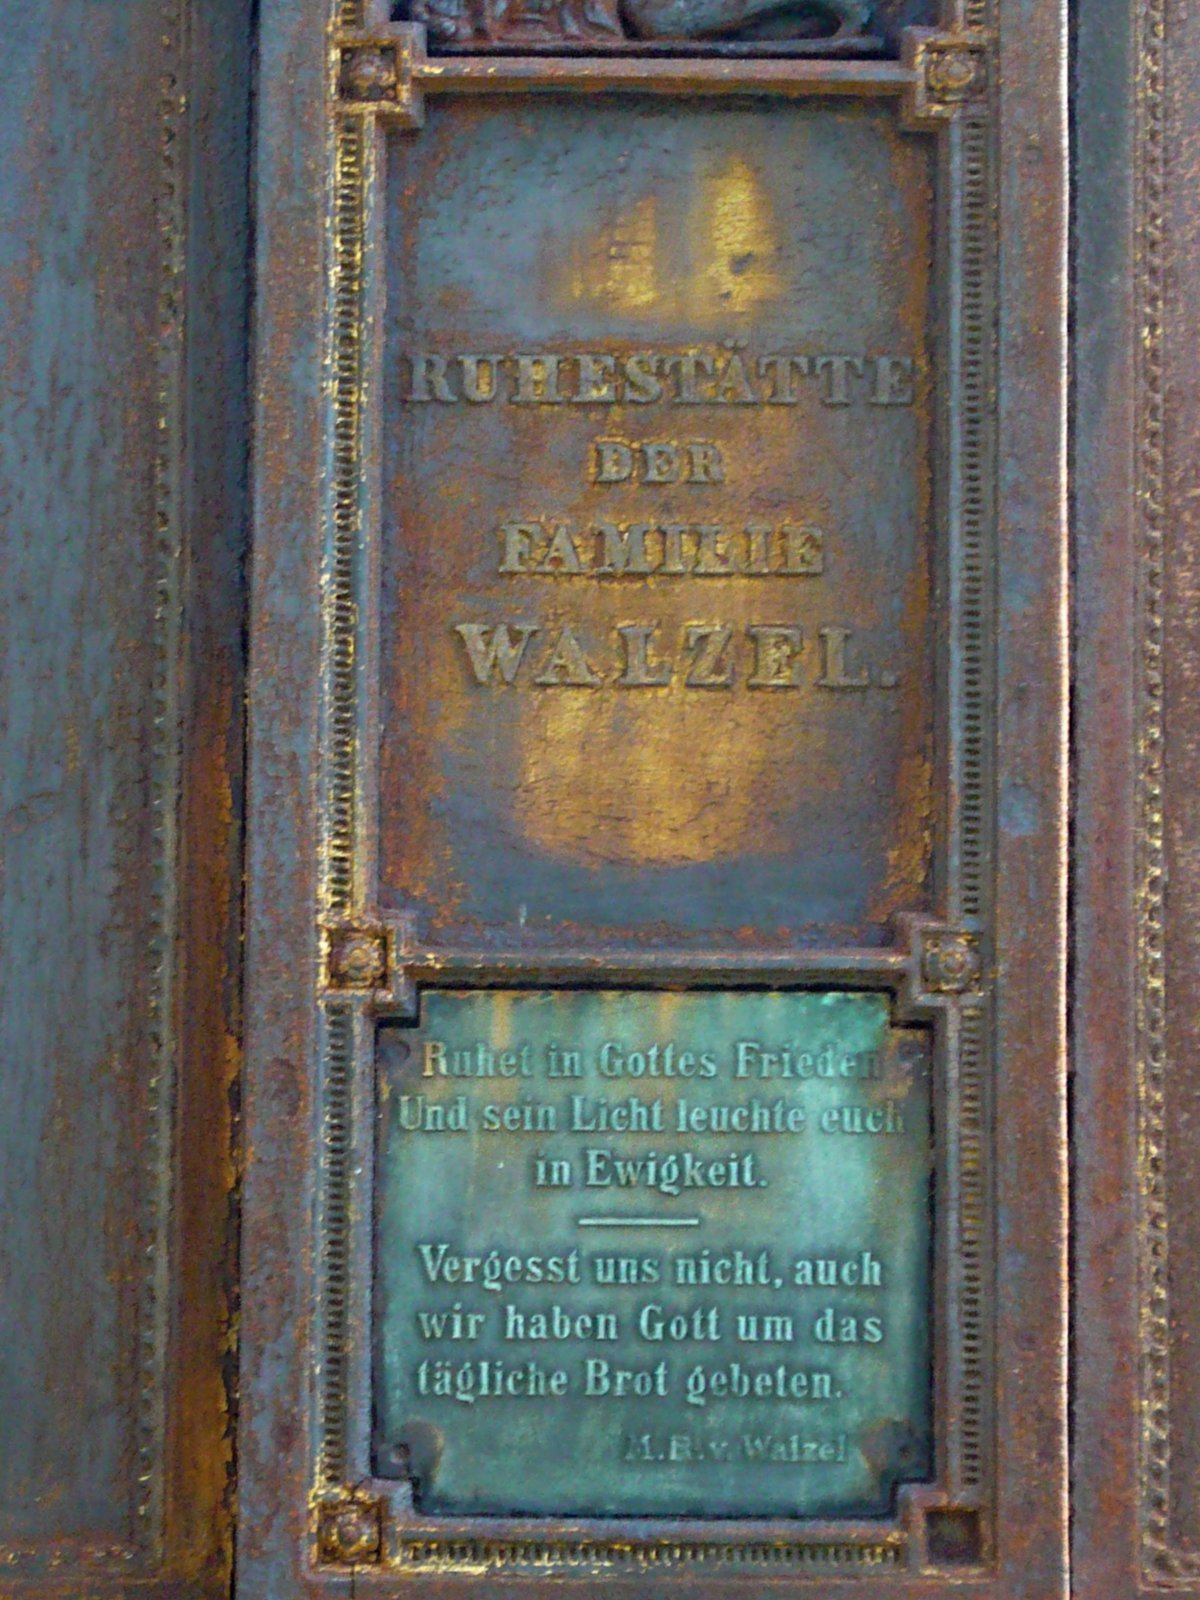 RUHESTÄTTE
DER
FAMILIE
WALZEL.
Ruhet in Gottes Frieden
Und sein Licht leuchte euch
in Ewigkeit.
Vergesst uns nicht, auch
wir haben Gott um das
tägliche Brot gebeten.
M. R. v. Walzel